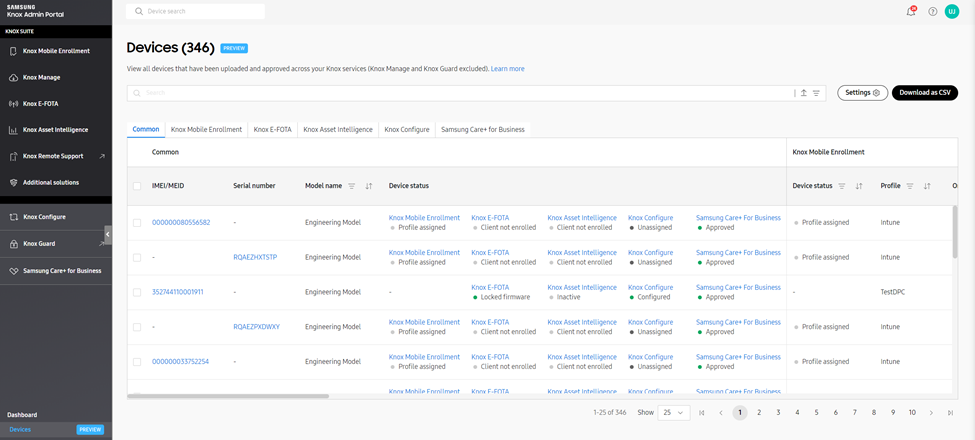 SAMSUNG
Knox Admin Portal
KNOX SUITE
Knox Mobile Enrollment
Knox Manage
Knox E-FOTA
Knox Asset Intelligence
Knox Remote Support
Additional solutions
Knox Configure
Knox Guard
Samsung Care+ for Business
Dashboard
Devices PREVIEW
Device search
UJ
Devices (346) PREVIEW
View all devices that have been uploaded and approved across your Knox services (Knox Manage and Knox Guard excluded). Learn more
Search
Settings Download as CSV
Common Knox Mobile Enrollment Knox E-FOTA Knox Asset Intelligence Knox Configure Samsung Care+ for Business
Common Knox Mobile Enrollment
IMEI/MEID Serial number Model name Device status Device status Profile
000000080556582 - Engineering Model Knox Mobile Enrollment Knox E-FOTA Knox Asset Intelligence Knox Configure Samsung Care+ For Business Profile assigned Intune
Profile assigned Client not enrolled Client not enrolled Unassigned Approved
- RQAEZHXTSTP Engineering Model Knox Mobile Enrollment Knox E-FOTA Knox Asset Intelligence Knox Configure Samsung Care+ For Business Profile assigned Intune
Profile assigned Client not enrolled Client not enrolled Unassigned Approved
352744110001911 - Engineering Model - Knox E-FOTA Knox Asset Intelligence Knox Configure Samsung Care+ For Business - TestDPC
Locked firmware Inactive Configured Approved
- RQAEZPXDWXY Engineering Model Knox Mobile Enrollment Knox E-FOTA Knox Asset Intelligence Knox Configure Samsung Care+ For Business Profile assigned Intune
Profile assigned Client not enrolled Client not enrolled Unassigned Approved
000000033752254 - Engineering Model Knox Mobile Enrollment Knox E-FOTA Knox Asset Intelligence Knox Configure Samsung Care+ For Business Profile assigned Intune
Profile assigned Client not enrolled Client not enrolled Unassigned Approved
Knox Mobile Enrollment Knox E-FOTA Knox Asset Intelligence Knox Configure Samsung Care+ For Business
1-25 of 346 Show 25 1 2 3 4 5 6 7 8 9 10